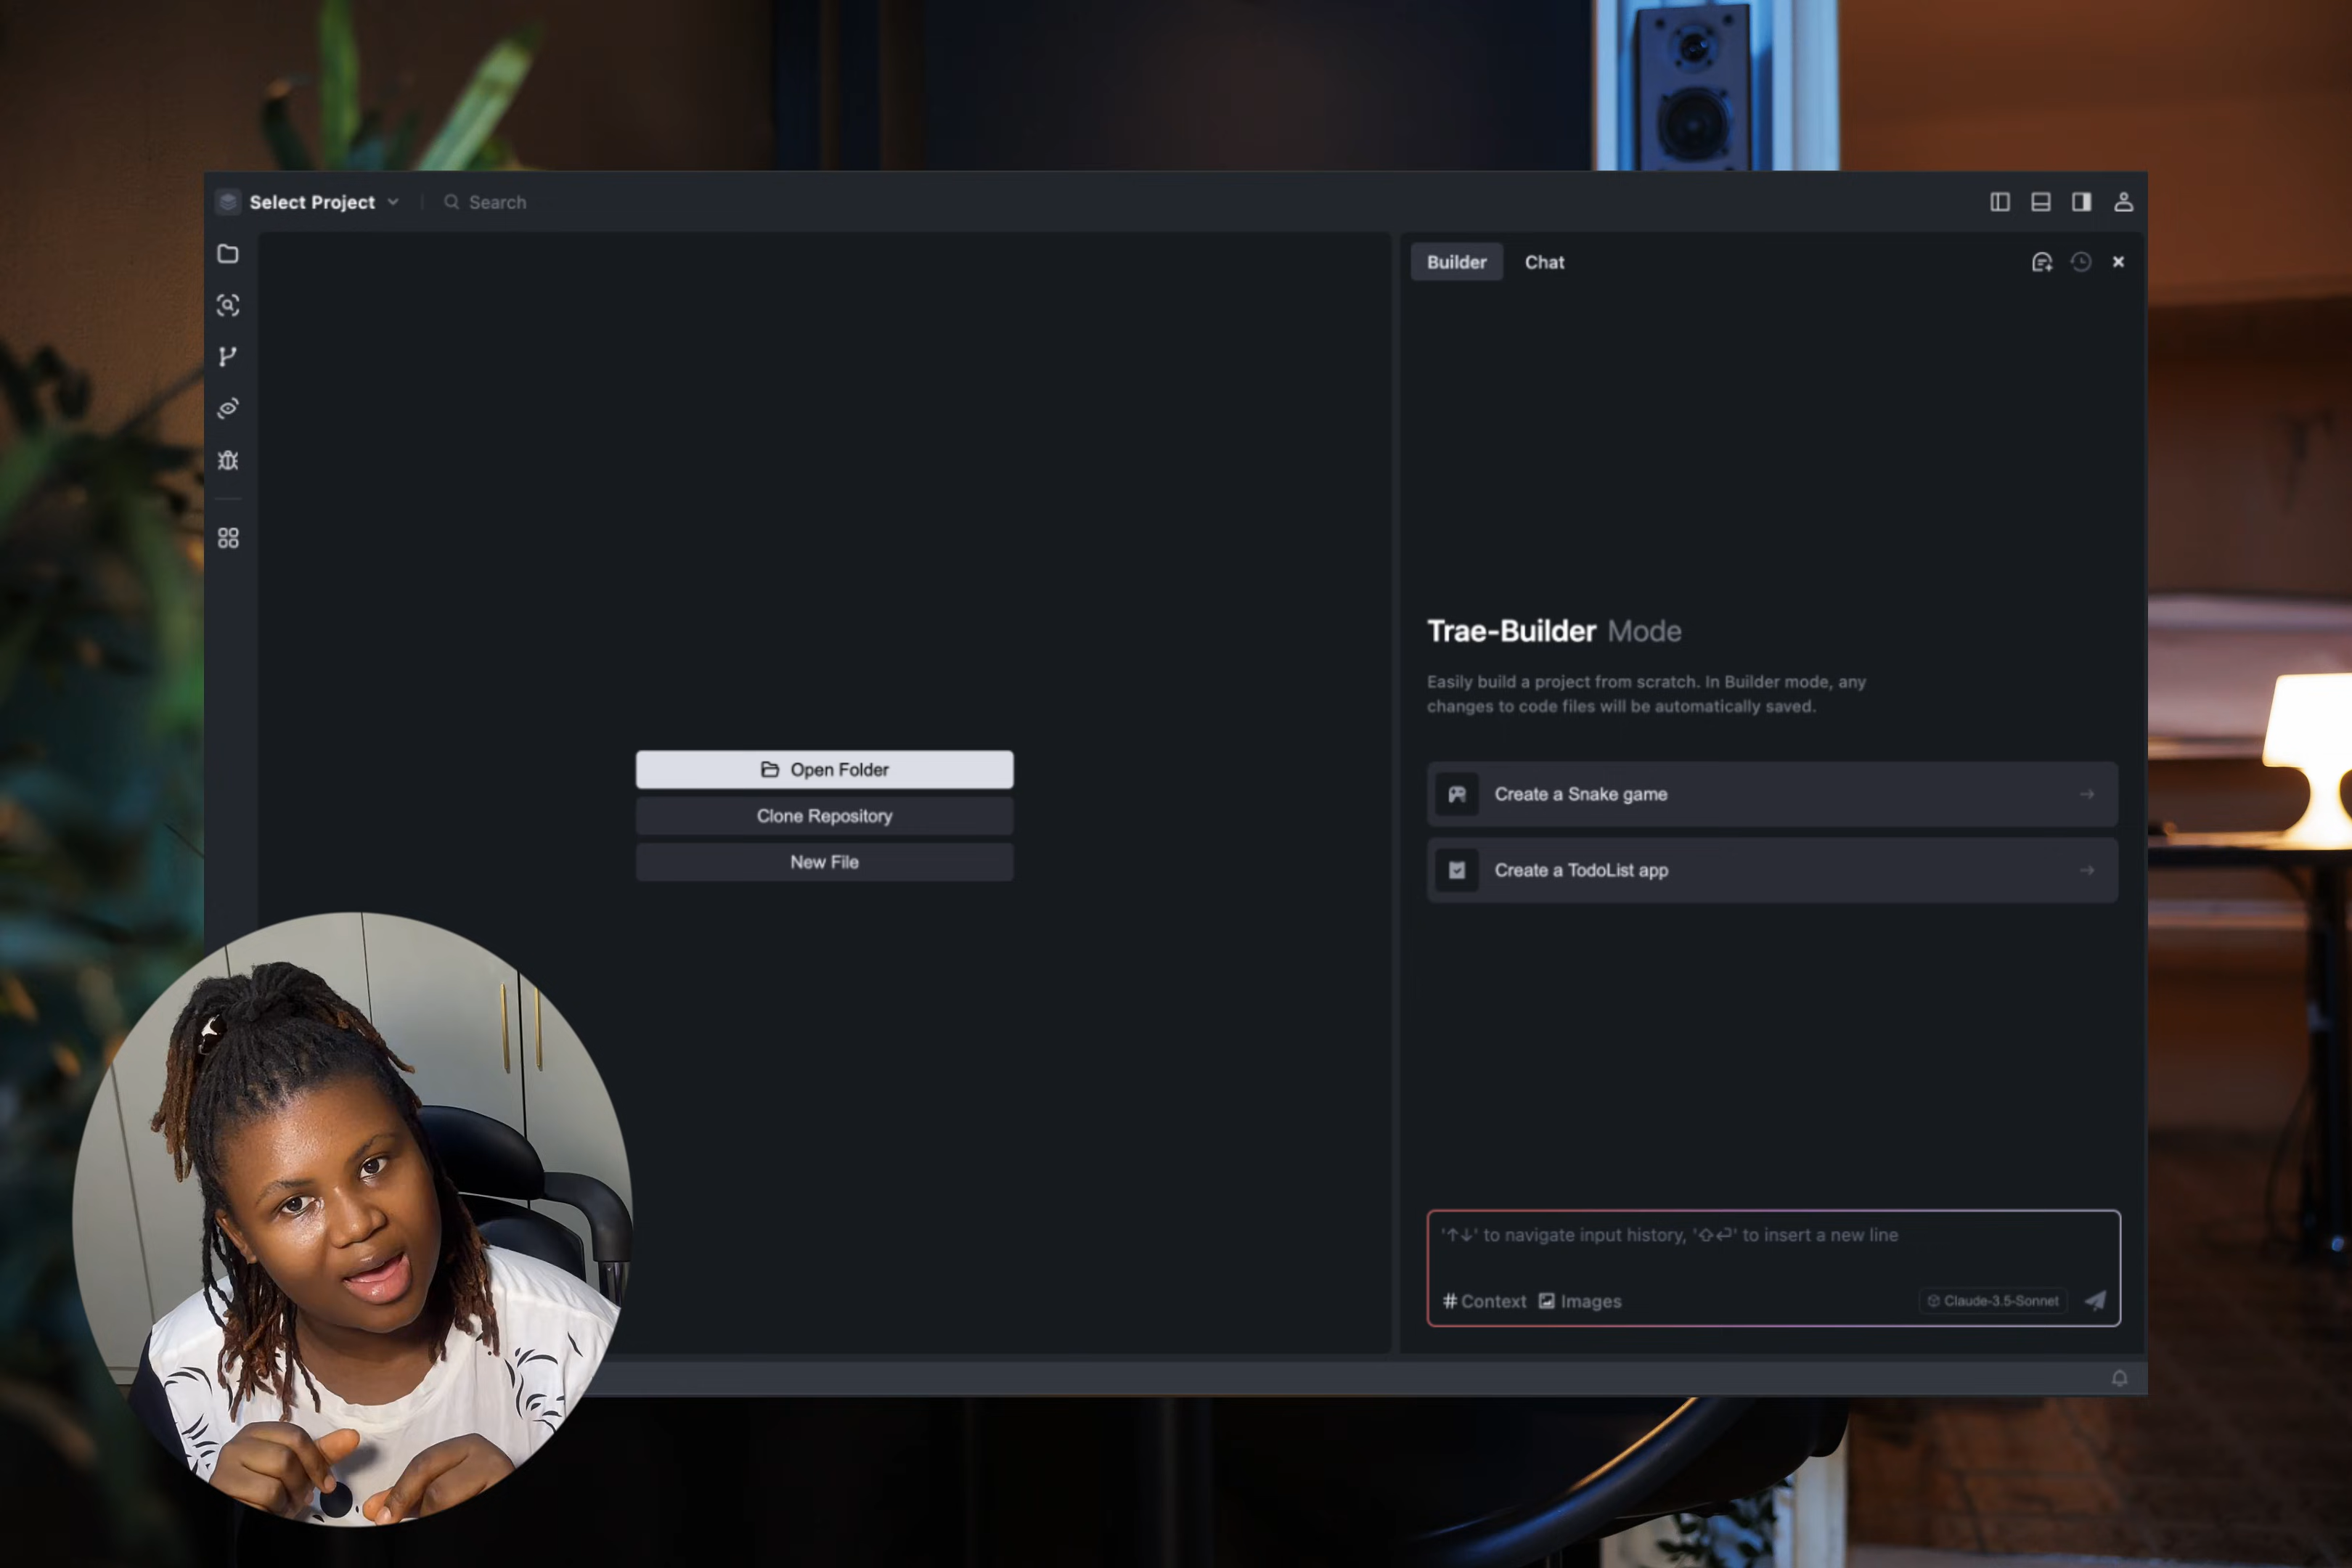 Select Project
Search
Builder
Chat
Trae-Builder Mode
Easily build a project from scratch. In Builder mode, any
changes to code files will be automatically saved.
Open Folder
Clone Repository
New File
Create a Snake game
Create a TodoList app
'↑↓' to navigate input history, '⇧⏎' to insert a new line
# Context
Images
Claude-3.5-Sonnet